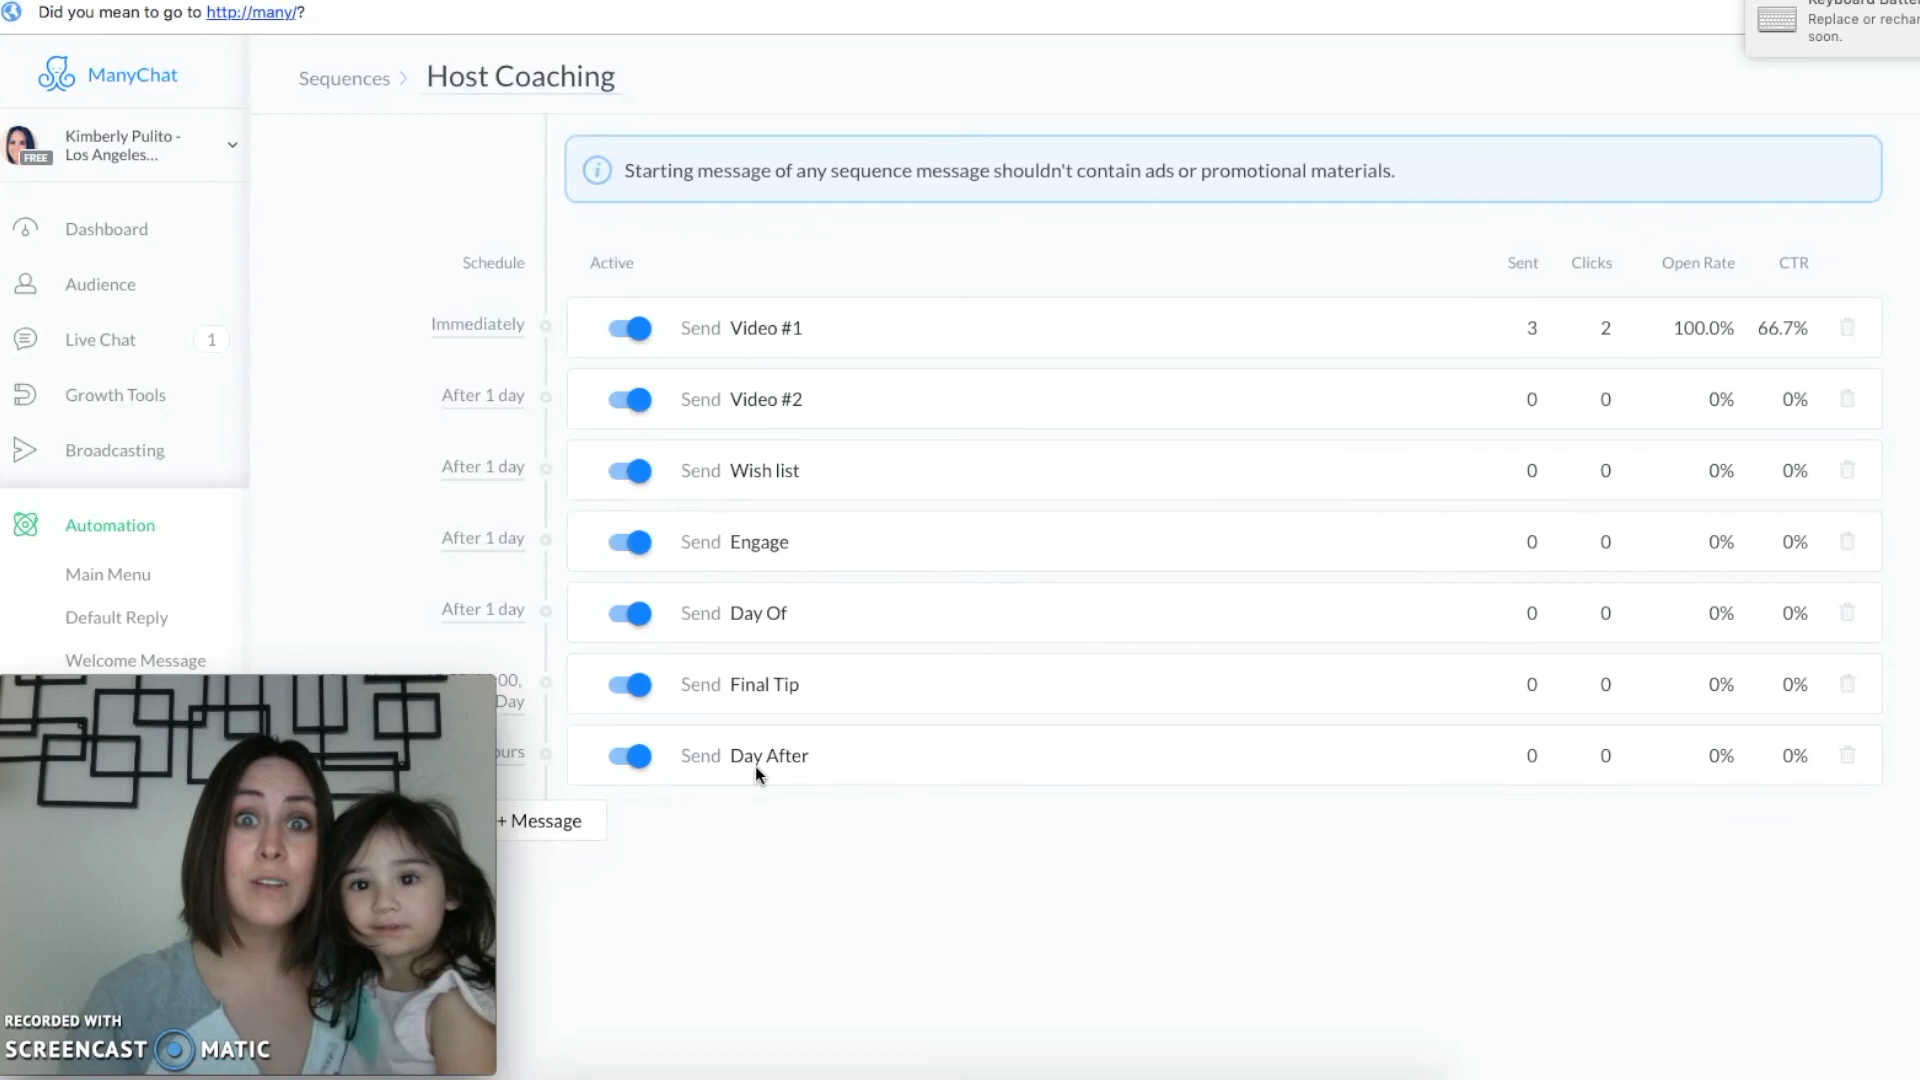 Did you mean to go to http://many/?
Replace or rechar
soon.
ManyChat
Sequences
Host Coaching
Kimberly Pulito -
Los Angeles...
FREE
Starting message of any sequence message shouldn't contain ads or promotional materials.
Dashboard
Audience
Live Chat 1
Growth Tools
Broadcasting
Automation
Main Menu
Default Reply
Welcome Message
Schedule Active Sent Clicks Open Rate CTR
Immediately Send Video #1 3 2 100.0% 66.7%
After 1 day Send Video #2 0 0 0% 0%
After 1 day Send Wish list 0 0 0% 0%
After 1 day Send Engage 0 0 0% 0%
After 1 day Send Day Of 0 0 0% 0%
:00,
Day
Send Final Tip 0 0 0% 0%
ours Send Day After 0 0 0% 0%
+ Message
RECORDED WITH
SCREENCAST MATIC